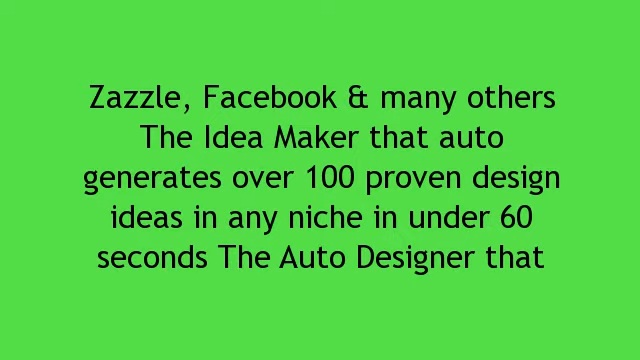 Zazzle, Facebook & many others
The Idea Maker that auto
generates over 100 proven design
ideas in any niche in under 60
seconds The Auto Designer that